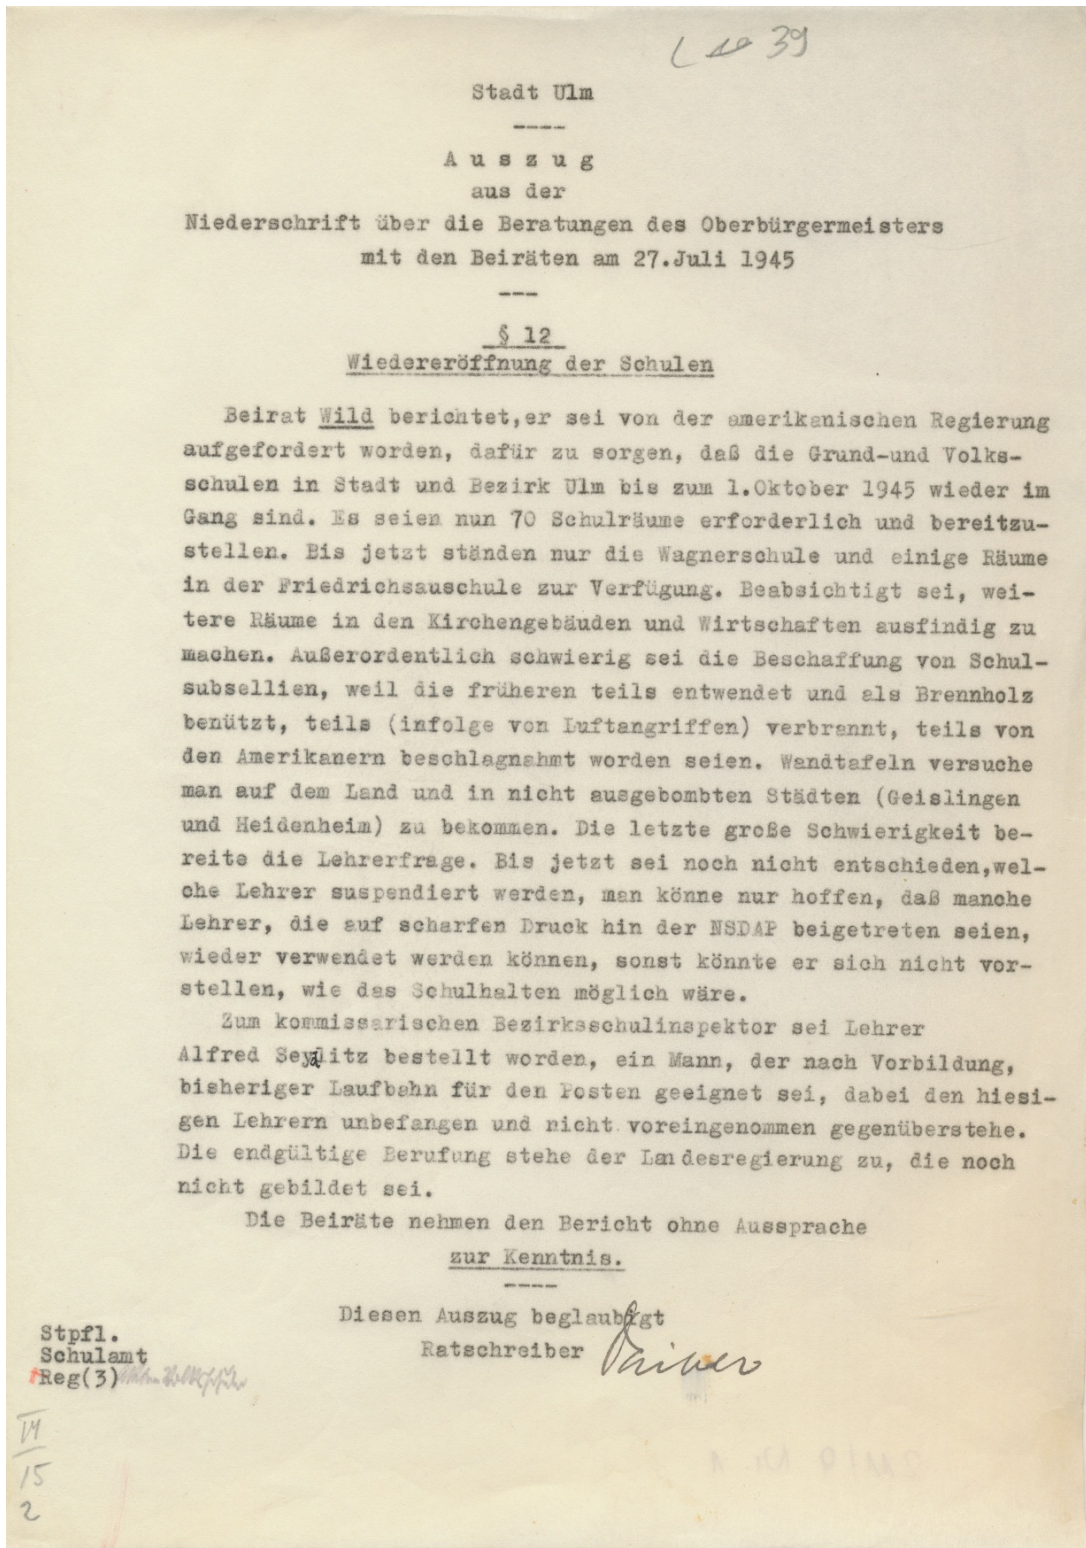 39
Stadt Ulm
----
A u s z u g
aus der
Niederschrift über die Beratungen des Oberbürgermeisters
mit den Beiräten am 27.Juli 1945
---
§ 12
Wiedereröffnung der Schulen
Beirat Wild berichtet,er sei von der amerikanischen Regierung
aufgefordert worden, dafür zu sorgen, daß die Grund-und Volks-
schulen in Stadt und Bezirk Ulm bis zum 1.Oktober 1945 wieder im
Gang sind. Es seien nun 70 Schulräume erforderlich und bereitzu-
stellen. Bis jetzt ständen nur die Wagnerschule und einige Räume
in der Friedrichsauschule zur Verfügung. Beabsichtigt sei, wei-
tere Räume in den Kirchengebäuden und Wirtschaften ausfindig zu
machen. Außerordentlich schwierig sei die Beschaffung von Schul-
subsellien, weil die früheren teils entwendet und als Brennholz
benützt, teils (infolge von Luftangriffen) verbrannt, teils von
den Amerikanern beschlagnahmt worden seien. Wandtafeln versuche
man auf dem Land und in nicht ausgebombten Städten (Geislingen
und Heidenheim) zu bekommen. Die letzte große Schwierigkeit be-
reite die Lehrerfrage. Bis jetzt sei noch nicht entschieden,wel-
che Lehrer suspendiert werden, man könne nur hoffen, daß manche
Lehrer, die auf scharfen Druck hin der NSDAP beigetreten seien,
wieder verwendet werden können, sonst könnte er sich nicht vor-
stellen, wie das Schulhalten möglich wäre.
Zum kommissarischen Bezirksschulinspektor sei Lehrer
Alfred Seydlitz bestellt worden, ein Mann, der nach Vorbildung,
bisheriger Laufbahn für den Posten geeignet sei, dabei den hiesi-
gen Lehrern unbefangen und nicht voreingenommen gegenüberstehe.
Die endgültige Berufung stehe der Landesregierung zu, die noch
nicht gebildet sei.
Die Beiräte nehmen den Bericht ohne Aussprache
zur Kenntnis.
----
Diesen Auszug beglaubigt
Ratschreiber Daiber
Stpfl.
Schulamt
Reg(3)
VI
15
2